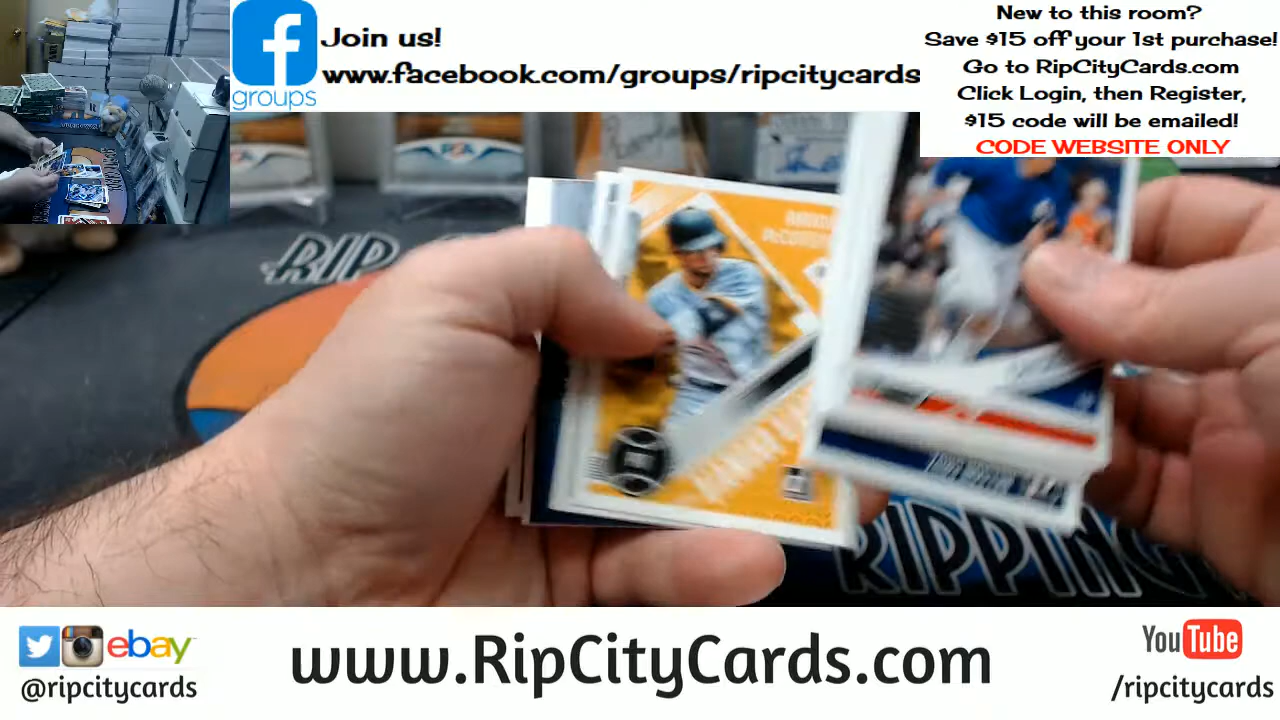 Join us!
www.facebook.com/groups/ripcitycards
groups
New to this room?
Save $15 off your 1st purchase!
Go to RipCityCards.com
Click Login, then Register,
$15 code will be emailed!
CODE WEBSITE ONLY
RIP
RIPPING
ebay
@ripcitycards
www.RipCityCards.com
YouTube
/ripcitycards